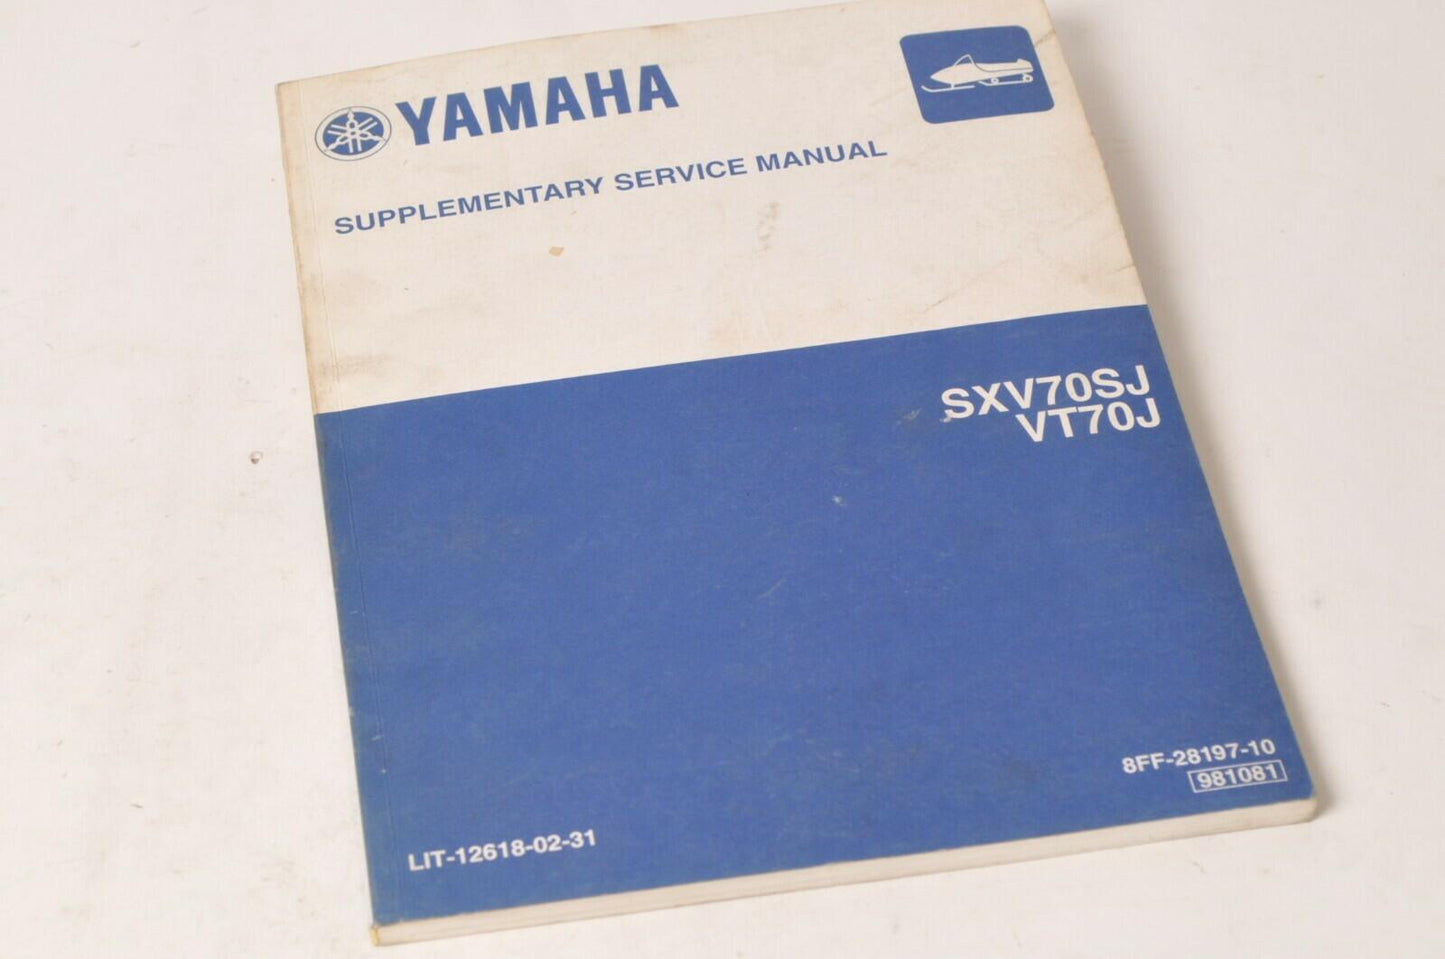 YAMAHA
SUPPLEMENTARY SERVICE MANUAL
SXV70SJ
VT70J
8FF-28197-10
981081
LIT-12618-02-31